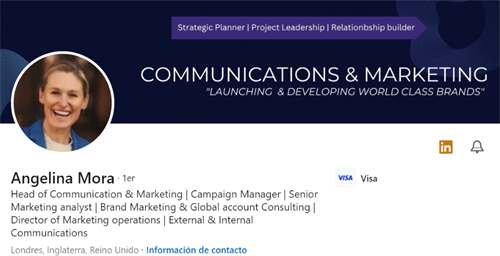 Strategic Planner | Project Leadership | Relationbship builder
COMMUNICATIONS & MARKETING
"LAUNCHING & DEVELOPING WORLD CLASS BRANDS"
in
Angelina Mora · 1er
VISA Visa
Head of Communication & Marketing | Campaign Manager | Senior
Marketing analyst | Brand Marketing & Global account Consulting |
Director of Marketing operations | External & Internal
Communications
Londres, Inglaterra, Reino Unido · Información de contacto